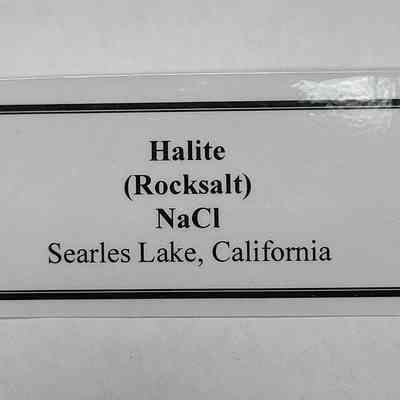 Halite
(Rocksalt)
NaCl
Searles Lake, California